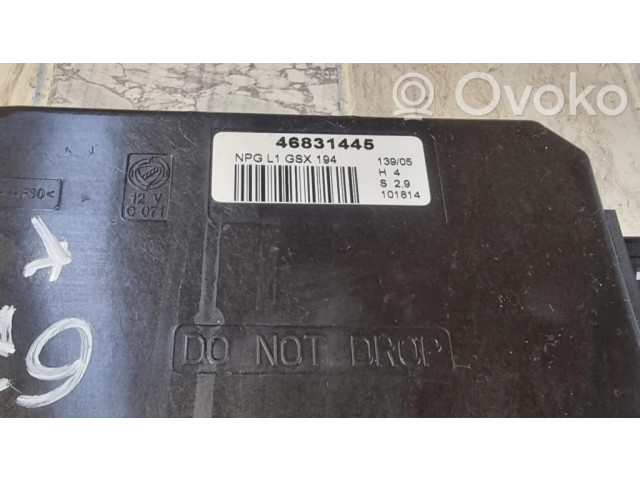 Ovoko
46831445
NPG L1 GSX 194
139/05
H 4
S 2,9
101814
12 V
C 071
DO NOT DROP